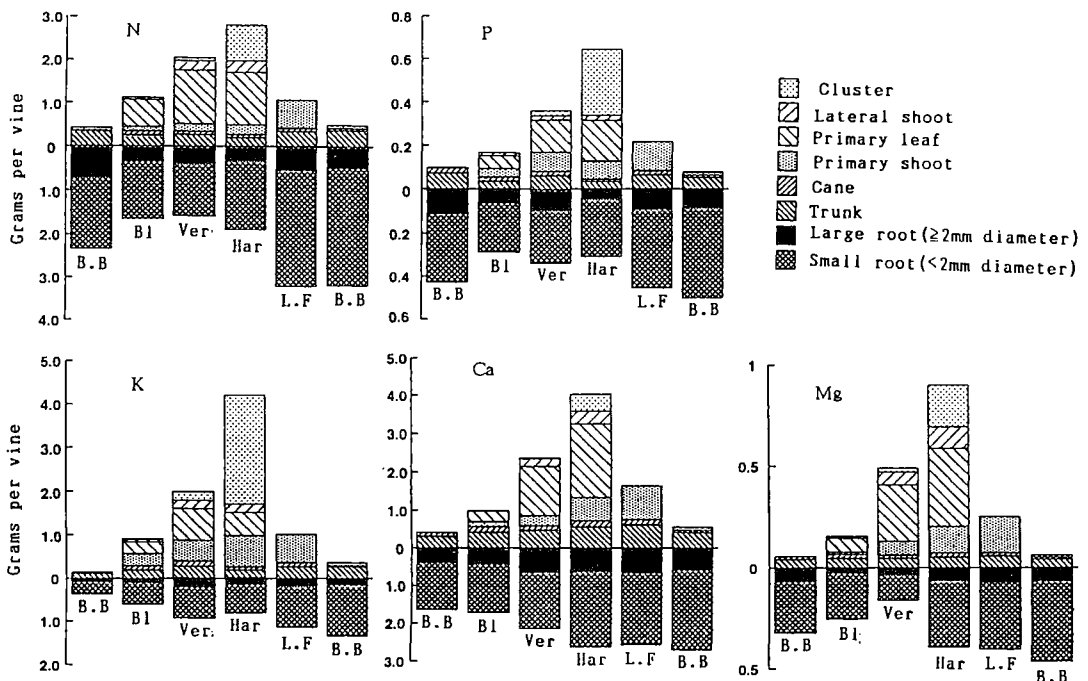 N
3.0
2.0
1.0
0
1.0
2.0
3.0
4.0
Grams per vine
B.B
Bl
Ver
Har
L.F
B.B
P
0.8
0.6
0.4
0.2
0
0.2
0.4
0.6
B.B
Bl
Ver
Har
L.F
B.B
Cluster
Lateral shoot
Primary leaf
Primary shoot
Cane
Trunk
Large root(≧2mm diameter)
Small root(<2mm diameter)
K
5.0
4.0
3.0
2.0
1.0
0
1.0
2.0
Grams per vine
B.B
Bl
Ver
Har
L.F
B.B
Ca
5.0
4.0
3.0
2.0
1.0
0
1.0
2.0
3.0
B.B
Bl
Ver
Har
L.F
B.B
Mg
1
0.5
0
0.5
B.B
Bl
Ver
Har
L.F
B.B